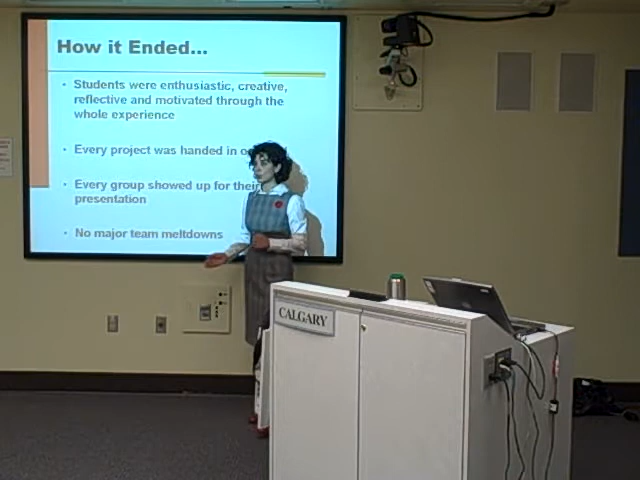 How it Ended...
• Students were enthusiastic, creative,
reflective and motivated through the
whole experience
• Every project was handed in
• Every group showed up for their
presentation
• No major team meltdowns
CALGARY